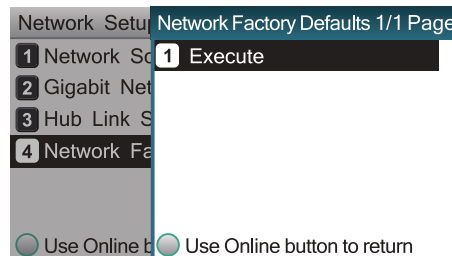 Network Setu
Network Factory Defaults 1/1 Page
1 Network Sc
1 Execute
2 Gigabit Net
3 Hub Link S
4 Network Fa
Use Online b
Use Online button to return